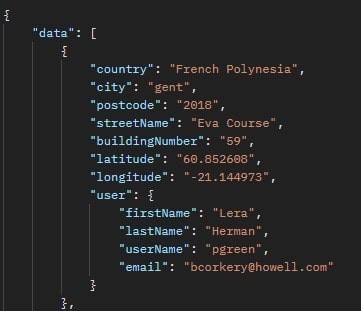 {
    "data": [
        {
            "country": "French Polynesia",
            "city": "gent",
            "postcode": "2018",
            "streetName": "Eva Course",
            "buildingNumber": "59",
            "latitude": "60.852608",
            "longitude": "-21.144973",
            "user": {
                "firstName": "Lera",
                "lastName": "Herman",
                "userName": "pgreen",
                "email": "bcorkery@howell.com"
            }
        },